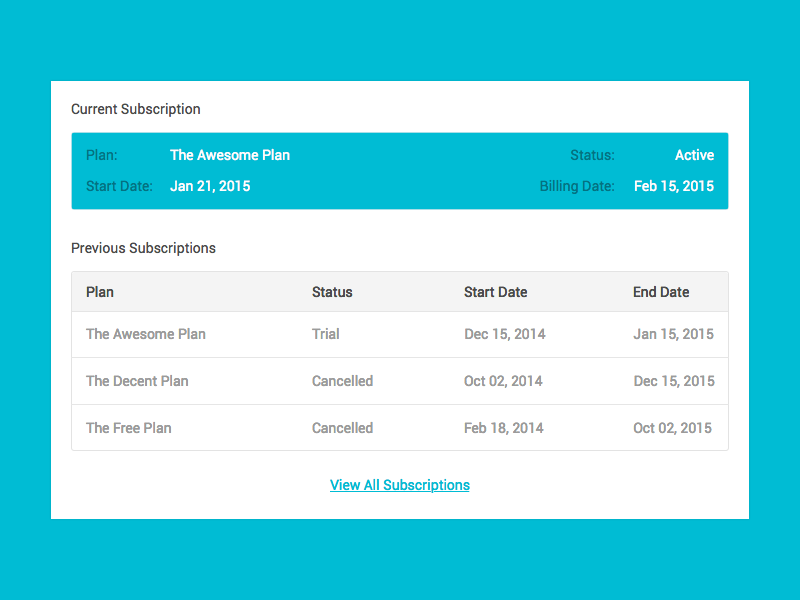 Current Subscription
Plan: The Awesome Plan Status: Active
Start Date: Jan 21, 2015 Billing Date: Feb 15, 2015
Previous Subscriptions
Plan Status Start Date End Date
The Awesome Plan Trial Dec 15, 2014 Jan 15, 2015
The Decent Plan Cancelled Oct 02, 2014 Dec 15, 2015
The Free Plan Cancelled Feb 18, 2014 Oct 02, 2015
View All Subscriptions